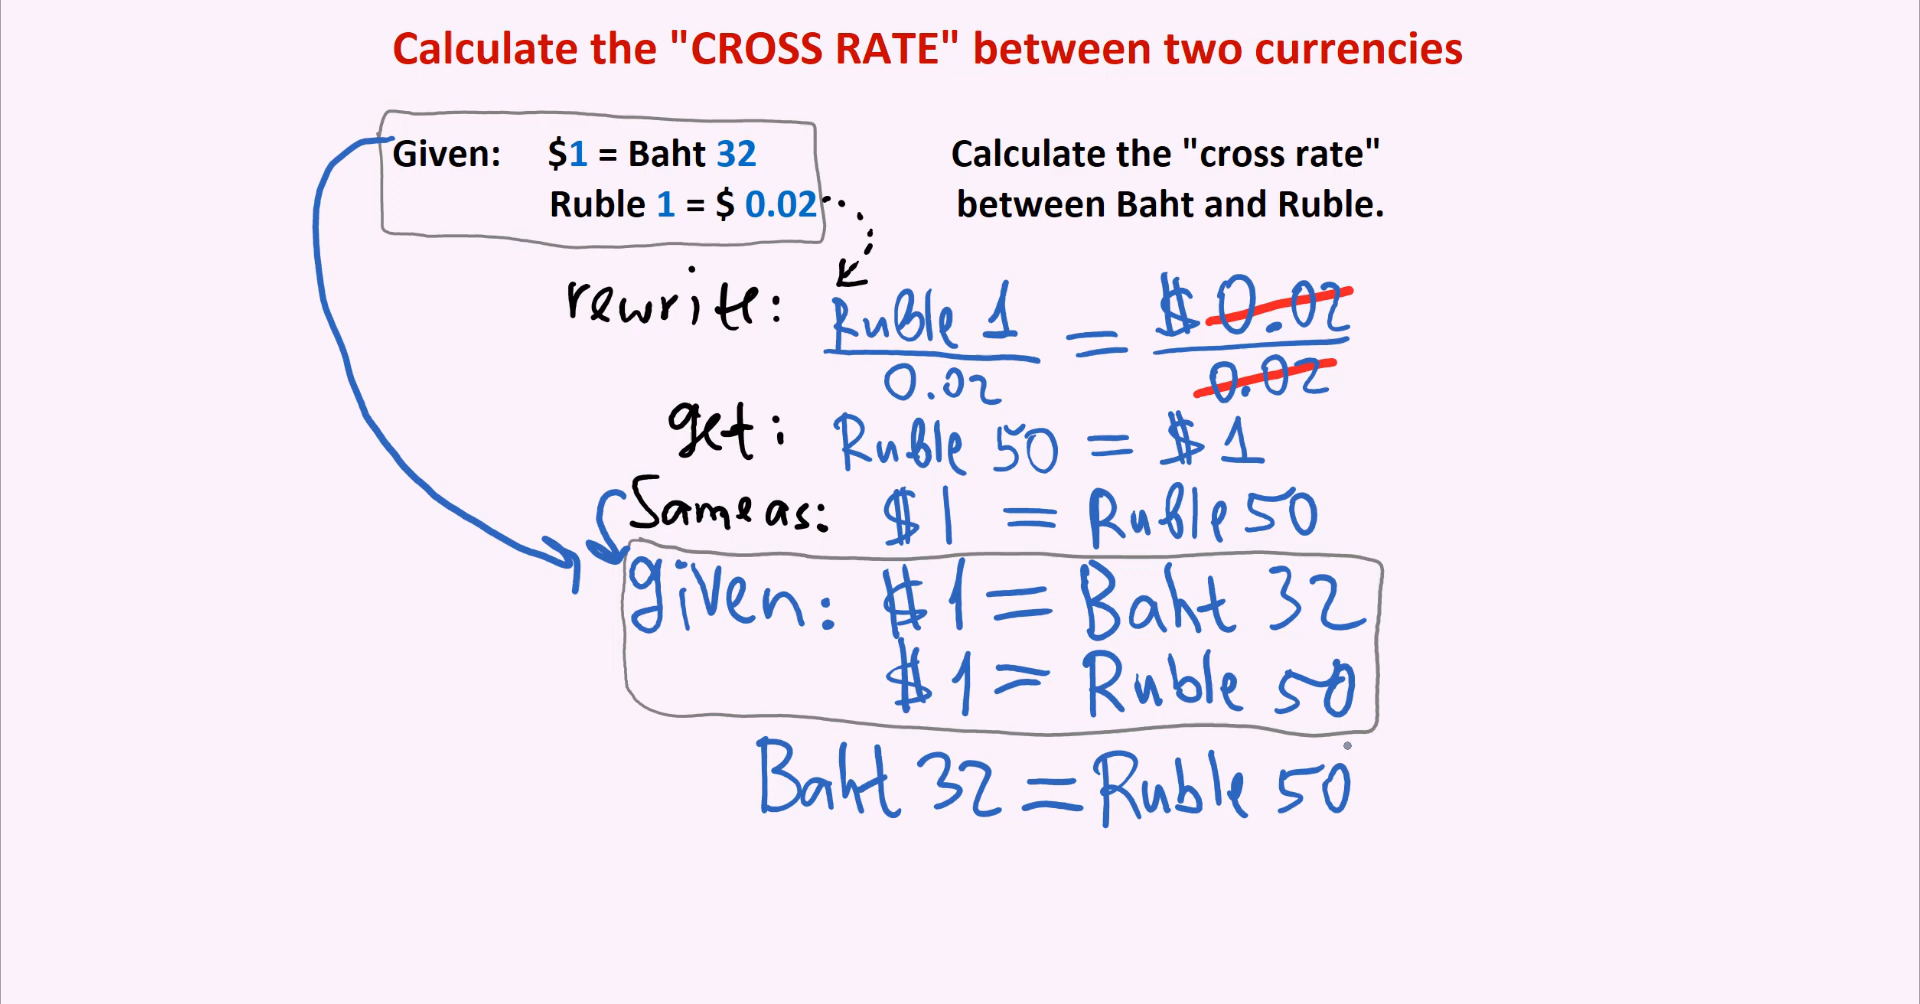 Calculate the "CROSS RATE" between two currencies
Given: $1 = Baht 32
Ruble 1 = $ 0.02
Calculate the "cross rate"
between Baht and Ruble.
rewrite: Ruble 1 / 0.02 = $0.02 / 0.02
get: Ruble 50 = $1
Same as: $1 = Ruble 50
given: $1 = Baht 32
$1 = Ruble 50
Baht 32 = Ruble 50